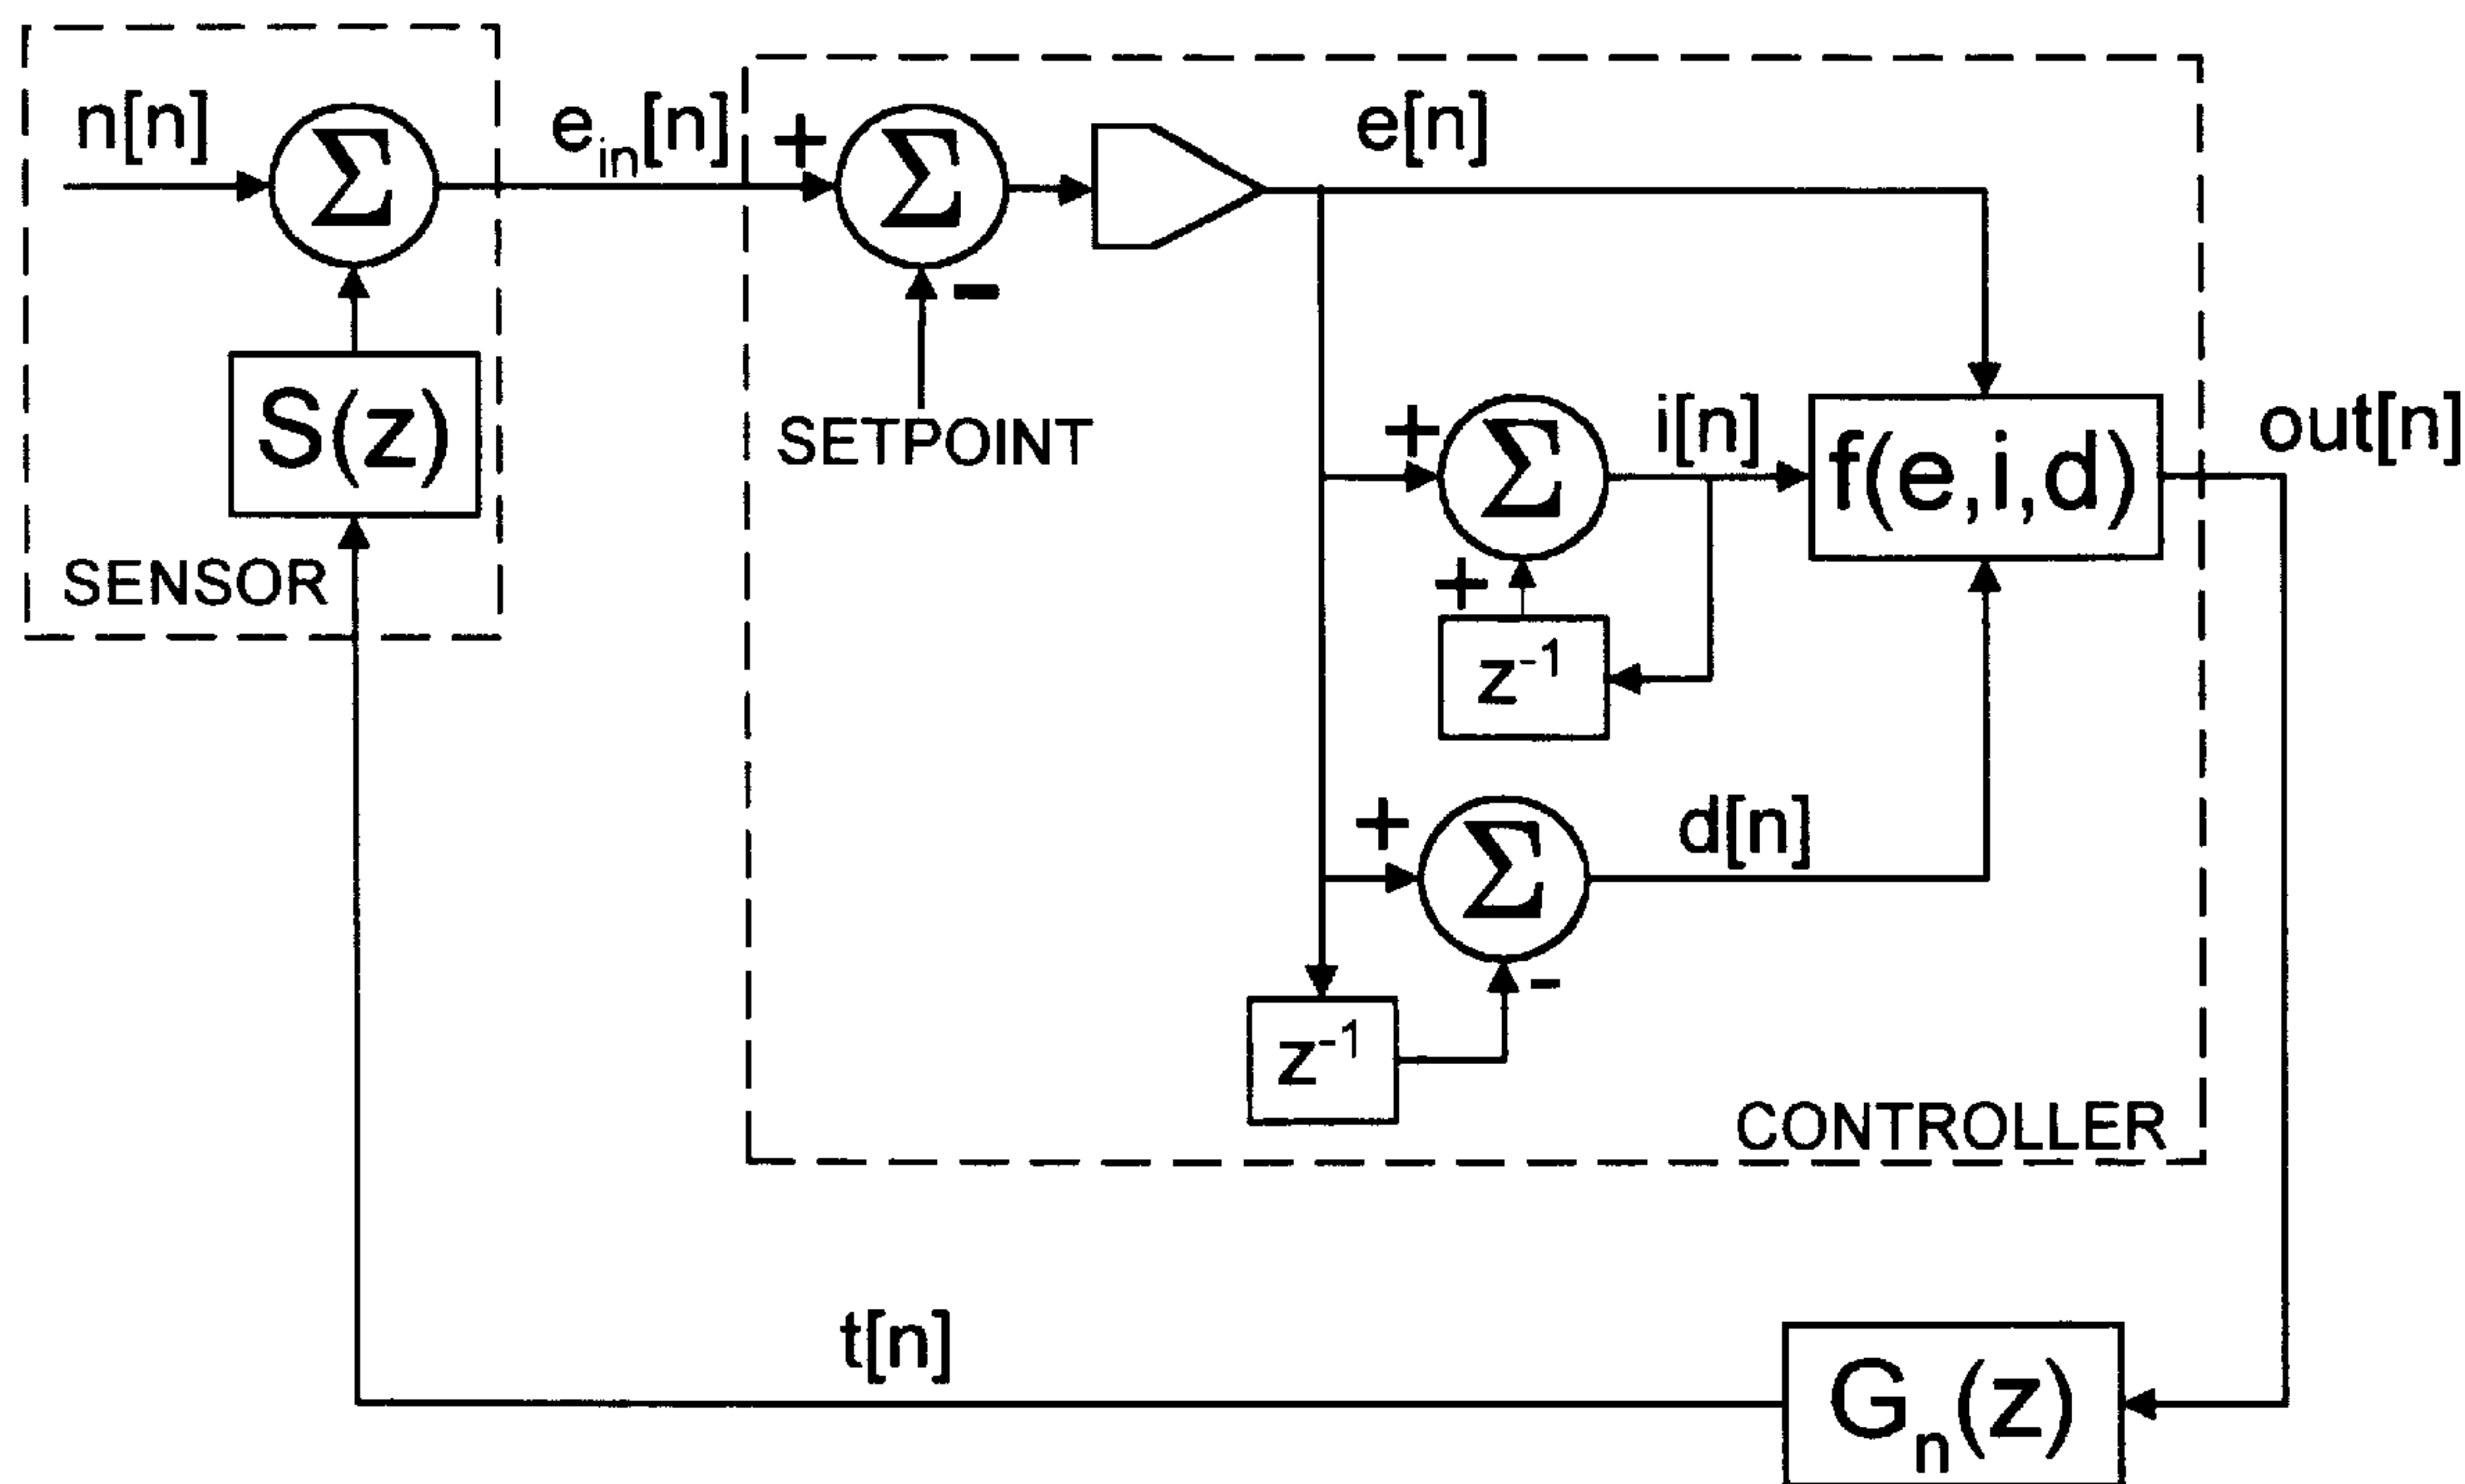 n[n]
Σ
e_in[n]
+
Σ
-
e[n]
S(z)
SENSOR
SETPOINT
+
Σ
+
i[n]
f(e,i,d)
out[n]
z^-1
+
Σ
-
d[n]
z^-1
CONTROLLER
t[n]
G_n(z)